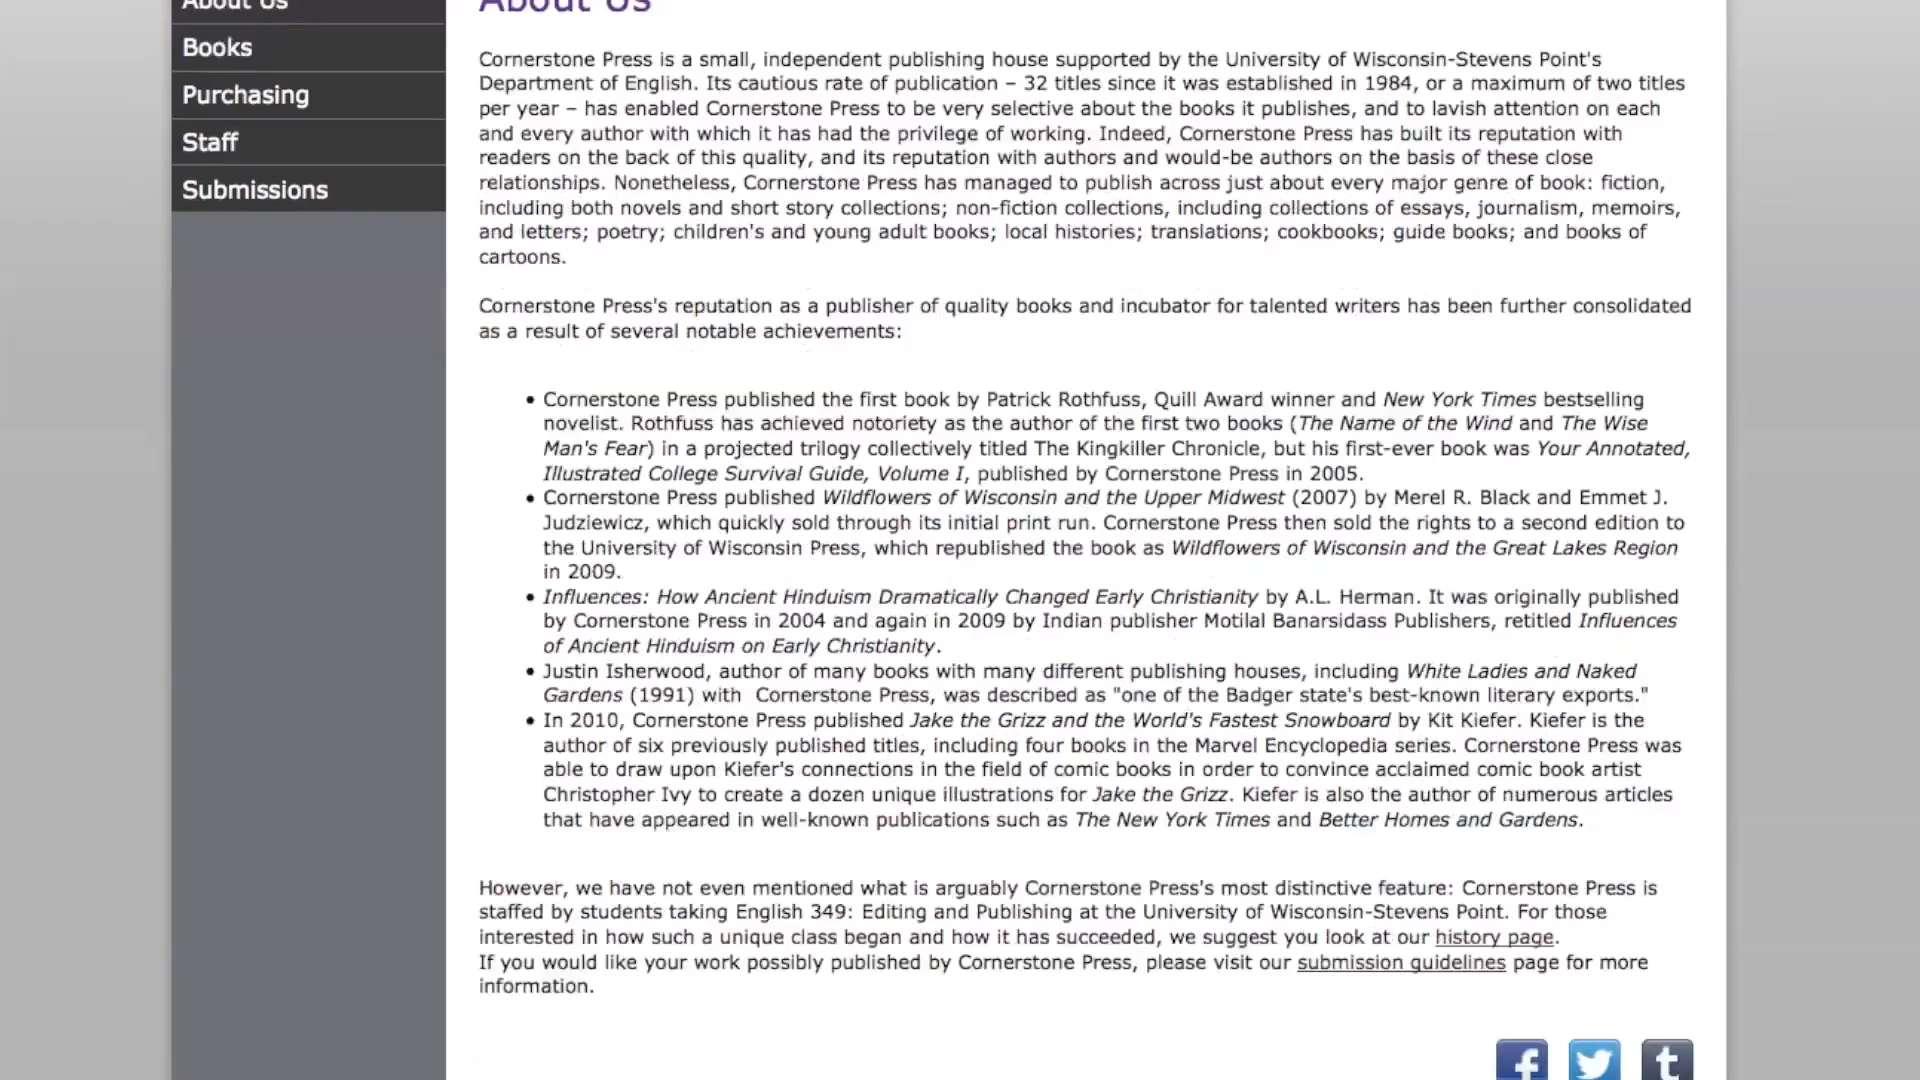 About Us
Books
Purchasing
Staff
Submissions
About Us
Cornerstone Press is a small, independent publishing house supported by the University of Wisconsin-Stevens Point's
Department of English. Its cautious rate of publication – 32 titles since it was established in 1984, or a maximum of two titles
per year – has enabled Cornerstone Press to be very selective about the books it publishes, and to lavish attention on each
and every author with which it has had the privilege of working. Indeed, Cornerstone Press has built its reputation with
readers on the back of this quality, and its reputation with authors and would-be authors on the basis of these close
relationships. Nonetheless, Cornerstone Press has managed to publish across just about every major genre of book: fiction,
including both novels and short story collections; non-fiction collections, including collections of essays, journalism, memoirs,
and letters; poetry; children's and young adult books; local histories; translations; cookbooks; guide books; and books of
cartoons.
Cornerstone Press's reputation as a publisher of quality books and incubator for talented writers has been further consolidated
as a result of several notable achievements:
• Cornerstone Press published the first book by Patrick Rothfuss, Quill Award winner and New York Times bestselling
novelist. Rothfuss has achieved notoriety as the author of the first two books (The Name of the Wind and The Wise
Man's Fear) in a projected trilogy collectively titled The Kingkiller Chronicle, but his first-ever book was Your Annotated,
Illustrated College Survival Guide, Volume I, published by Cornerstone Press in 2005.
• Cornerstone Press published Wildflowers of Wisconsin and the Upper Midwest (2007) by Merel R. Black and Emmet J.
Judziewicz, which quickly sold through its initial print run. Cornerstone Press then sold the rights to a second edition to
the University of Wisconsin Press, which republished the book as Wildflowers of Wisconsin and the Great Lakes Region
in 2009.
• Influences: How Ancient Hinduism Dramatically Changed Early Christianity by A.L. Herman. It was originally published
by Cornerstone Press in 2004 and again in 2009 by Indian publisher Motilal Banarsidass Publishers, retitled Influences
of Ancient Hinduism on Early Christianity.
• Justin Isherwood, author of many books with many different publishing houses, including White Ladies and Naked
Gardens (1991) with Cornerstone Press, was described as "one of the Badger state's best-known literary exports."
• In 2010, Cornerstone Press published Jake the Grizz and the World's Fastest Snowboard by Kit Kiefer. Kiefer is the
author of six previously published titles, including four books in the Marvel Encyclopedia series. Cornerstone Press was
able to draw upon Kiefer's connections in the field of comic books in order to convince acclaimed comic book artist
Christopher Ivy to create a dozen unique illustrations for Jake the Grizz. Kiefer is also the author of numerous articles
that have appeared in well-known publications such as The New York Times and Better Homes and Gardens.
However, we have not even mentioned what is arguably Cornerstone Press's most distinctive feature: Cornerstone Press is
staffed by students taking English 349: Editing and Publishing at the University of Wisconsin-Stevens Point. For those
interested in how such a unique class began and how it has succeeded, we suggest you look at our history page.
If you would like your work possibly published by Cornerstone Press, please visit our submission guidelines page for more
information.